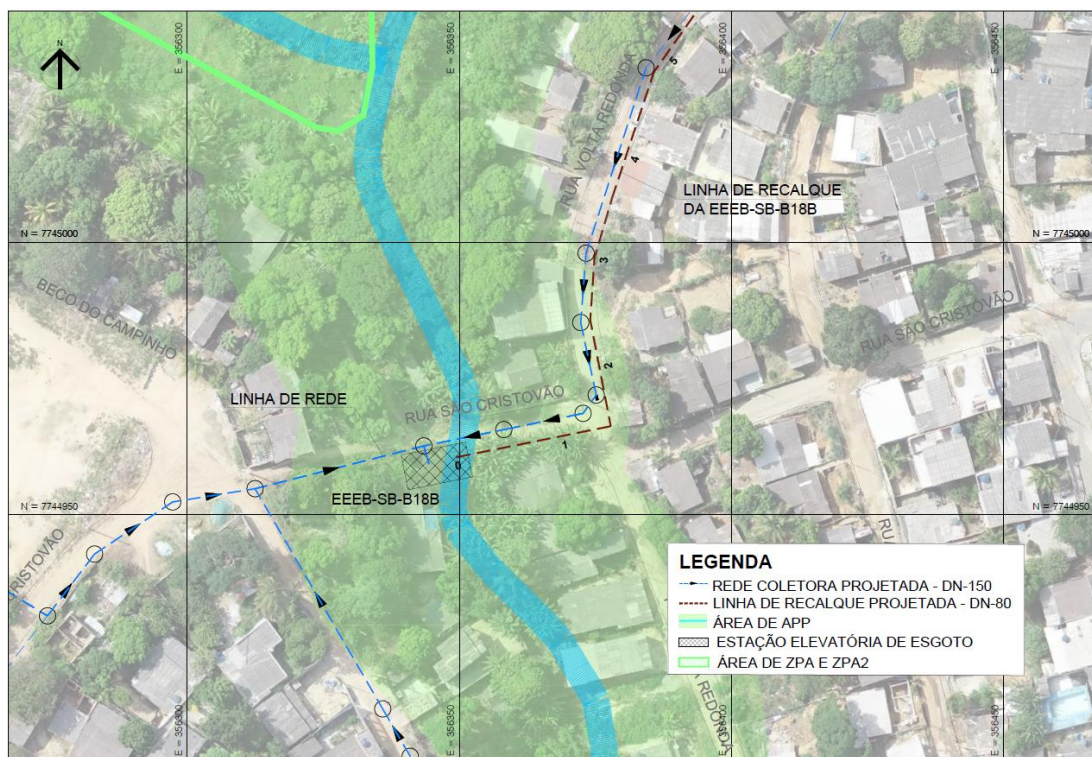 N
E = 356300
E = 356350
E = 356400
E = 356450
RUA VOLTA REDONDA
5
4
LINHA DE RECALQUE
DA EEEB-SB-B18B
N = 7745000
N = 7745000
3
BECO DO CAMPINHO
RUA SÃO CRISTOVÃO
2
LINHA DE REDE
RUA SÃO CRISTOVÃO
1
0
EEEB-SB-B18B
N = 7744950
N = 7744950
CRISTOVÃO
RUA
LEGENDA
REDE COLETORA PROJETADA - DN-150
LINHA DE RECALQUE PROJETADA - DN-80
ÁREA DE APP
ESTAÇÃO ELEVATÓRIA DE ESGOTO
ÁREA DE ZPA E ZPA2
REDONDA
E = 356300
E = 356350
E = 356400
E = 356450